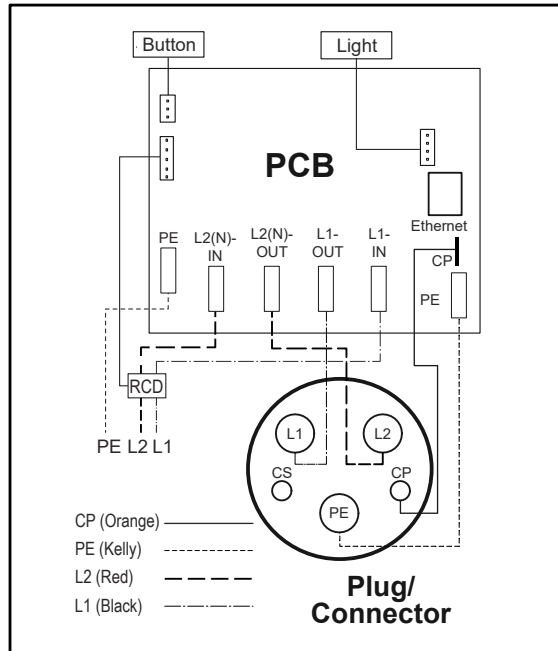 Button
Light
PCB
Ethernet
PE
L2(N)-
IN
L2(N)-
OUT
L1-
OUT
L1-
IN
CP
PE
RCD
PE L2 L1
L1
L2
CS
CP
PE
CP (Orange)
PE (Kelly)
L2 (Red)
L1 (Black)
Plug/
Connector